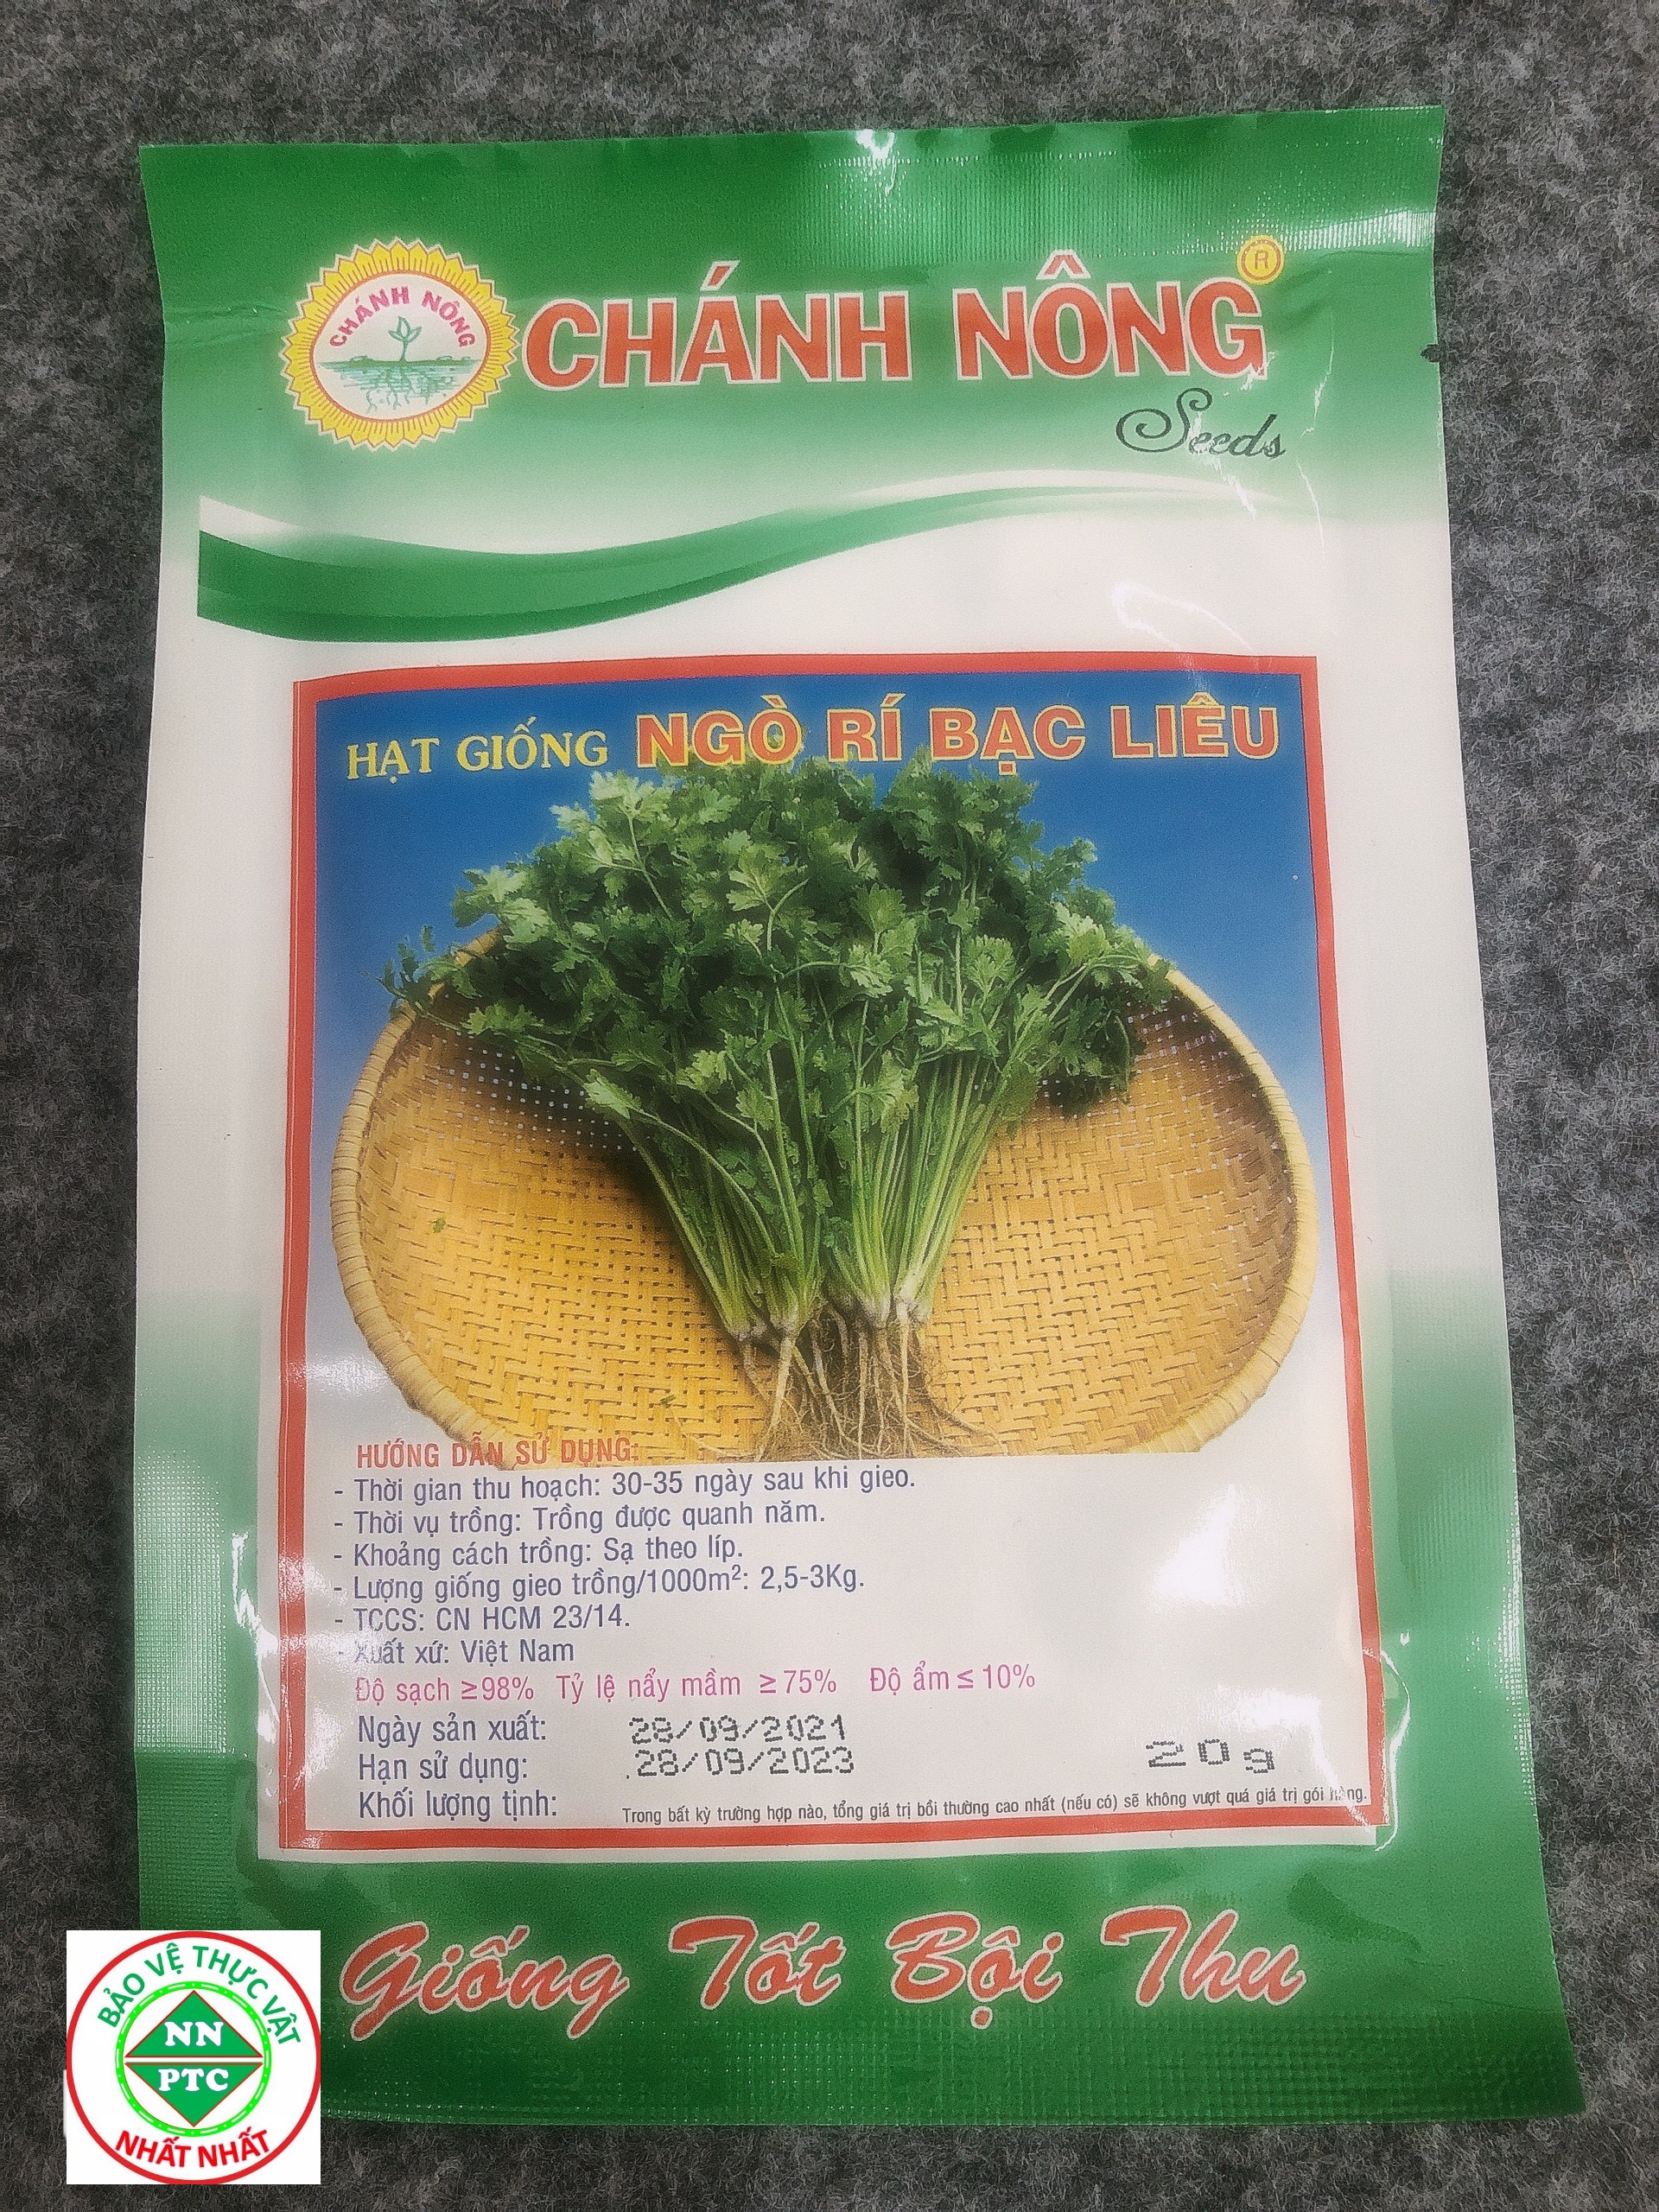 CHÁNH NÔNG
CHÁNH NÔNG ®
Seeds
HẠT GIỐNG NGÒ RÍ BẠC LIÊU
HƯỚNG DẪN SỬ DỤNG:
- Thời gian thu hoạch: 30-35 ngày sau khi gieo.
- Thời vụ trồng: Trồng được quanh năm.
- Khoảng cách trồng: Sạ theo líp.
- Lượng giống gieo trồng/1000m²: 2,5-3Kg.
- TCCS: CN HCM 23/14.
- Xuất xứ: Việt Nam
Độ sạch ≥98% Tỷ lệ nẩy mầm ≥75% Độ ẩm ≤ 10%
Ngày sản xuất: 28/09/2021
Hạn sử dụng: 28/09/2023
20g
Khối lượng tịnh:
Trong bất kỳ trường hợp nào, tổng giá trị bồi thường cao nhất (nếu có) sẽ không vượt quá giá trị gói hàng.
Giống Tốt Bội Thu
BẢO VỆ THỰC VẬT
NN
PTC
NHẤT NHẤT